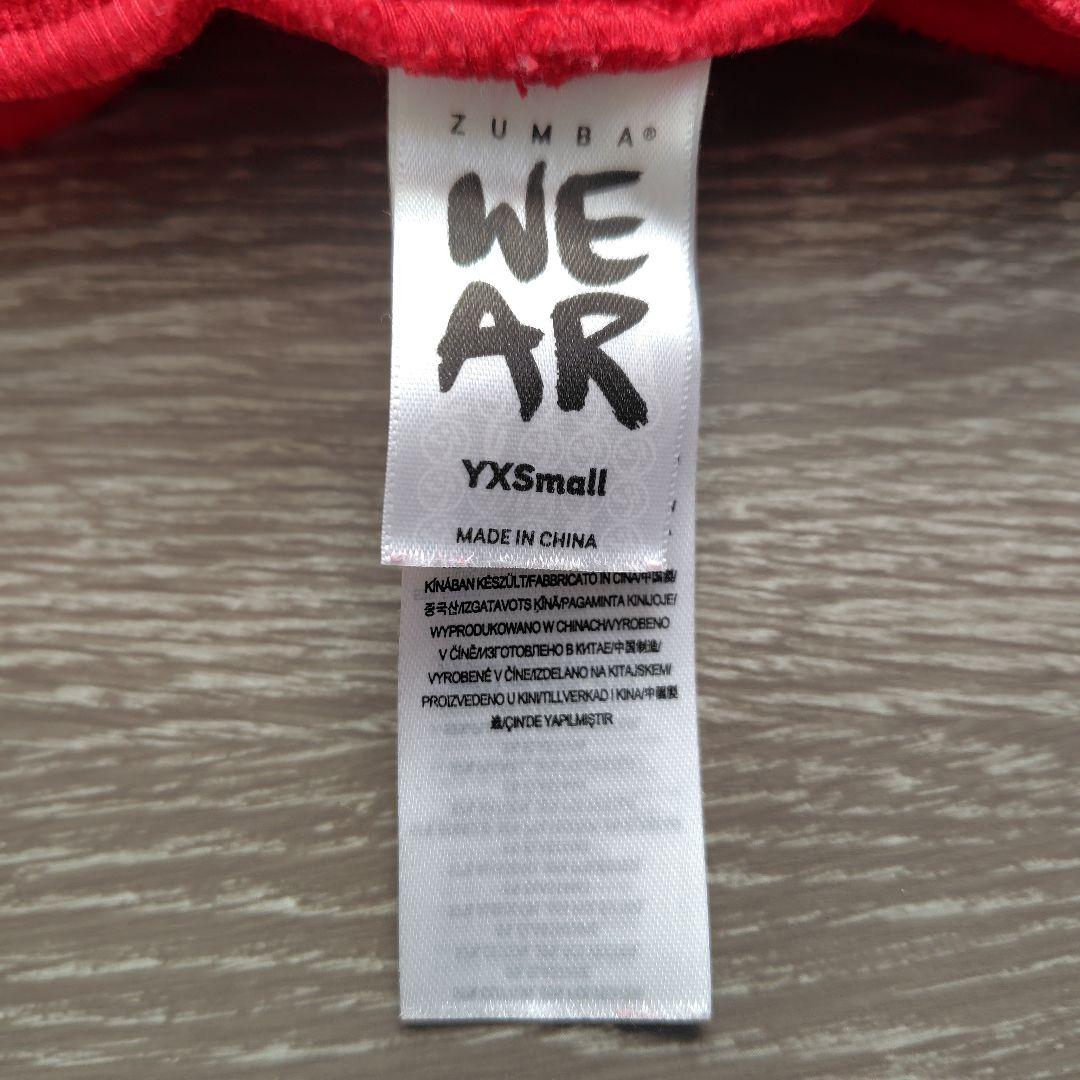 ZUMBA®
WE
AR
YXSmall
MADE IN CHINA
KÍNÁBAN KÉSZÜLT/FABBRICATO IN CINA/中国製/
중국산/IZGATAVOTS ĶĪNĀ/PAGAMINTA KINIJOJE/
WYPRODUKOWANO W CHINACH/VYROBENO
V ČÍNĚ/ИЗГОТОВЛЕНО В КИТАЕ/中国制造/
VYROBENÉ V ČÍNE/IZDELANO NA KITAJSKEM/
PROIZVEDENO U KINI/TILLVERKAD I KINA/中國製
造/ÇİN'DE YAPILMIŞTIR